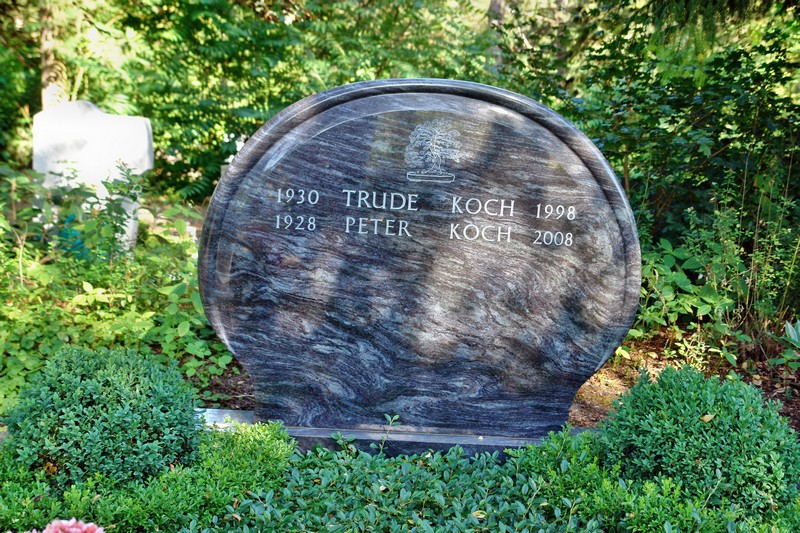 1930 TRUDE KOCH 1998
1928 PETER KOCH 2008